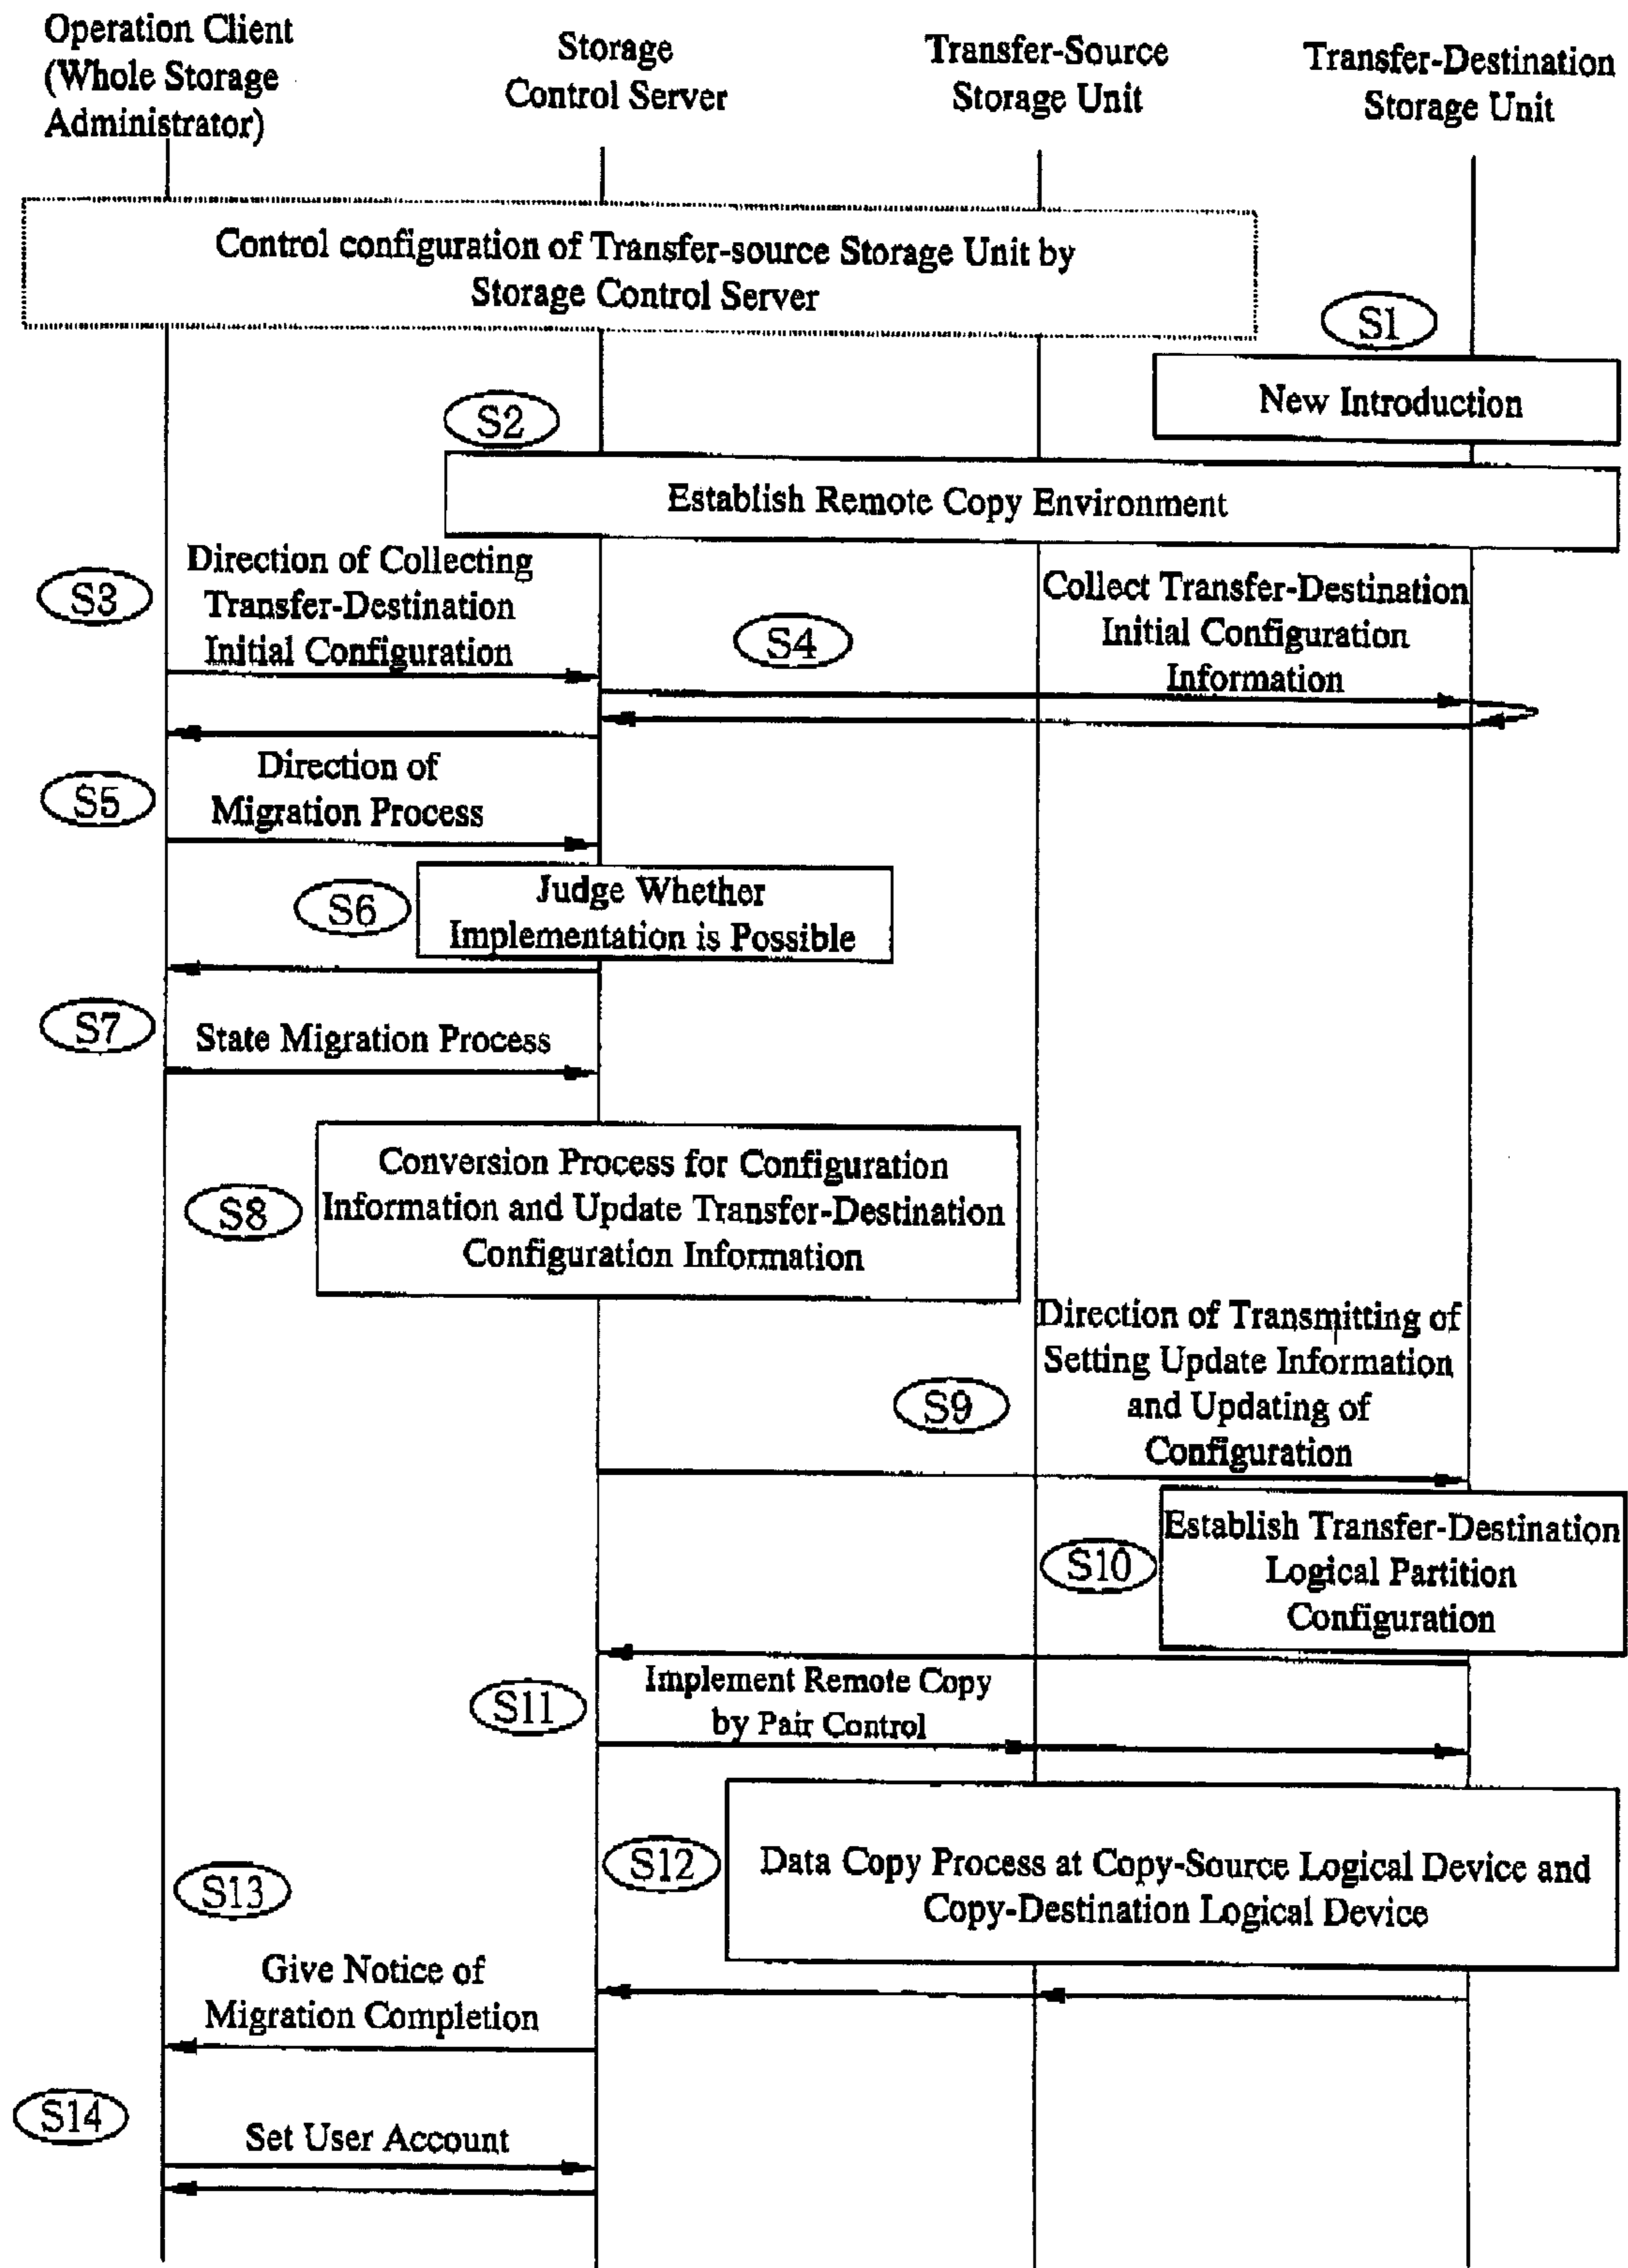 Operation Client
(Whole Storage
Administrator)
Storage
Control Server
Transfer-Source
Storage Unit
Transfer-Destination
Storage Unit
Control configuration of Transfer-source Storage Unit by
Storage Control Server
S1
New Introduction
S2
Establish Remote Copy Environment
S3
Direction of Collecting
Transfer-Destination
Initial Configuration
S4
Collect Transfer-Destination
Initial Configuration
Information
S5
Direction of
Migration Process
S6
Judge Whether
Implementation is Possible
S7
State Migration Process
S8
Conversion Process for Configuration
Information and Update Transfer-Destination
Configuration Information
S9
Direction of Transmitting of
Setting Update Information
and Updating of
Configuration
S10
Establish Transfer-Destination
Logical Partition
Configuration
S11
Implement Remote Copy
by Pair Control
S12
Data Copy Process at Copy-Source Logical Device and
Copy-Destination Logical Device
S13
Give Notice of
Migration Completion
S14
Set User Account